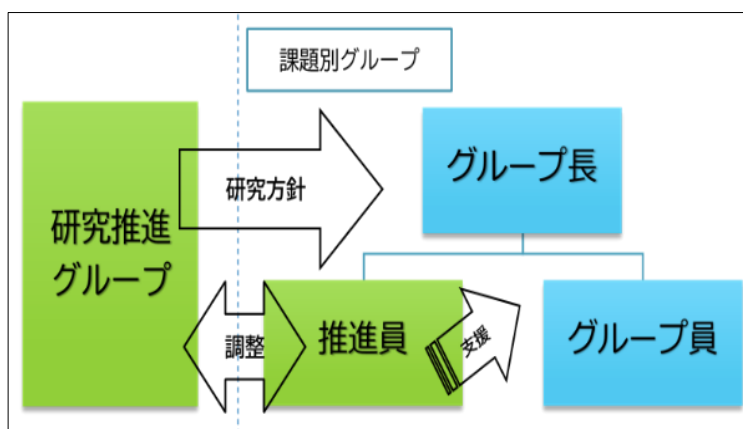 課題別グループ
研究推進
グループ
研究方針
グループ長
調整
推進員
支援
グループ員